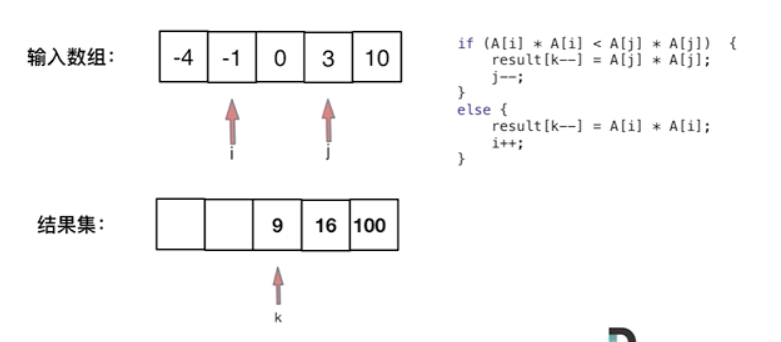 输入数组： -4 -1 0 3 10
i j
结果集： 9 16 100
k
if (A[i] * A[i] < A[j] * A[j])  {
    result[k--] = A[j] * A[j];
    j--;
}
else {
    result[k--] = A[i] * A[i];
    i++;
}